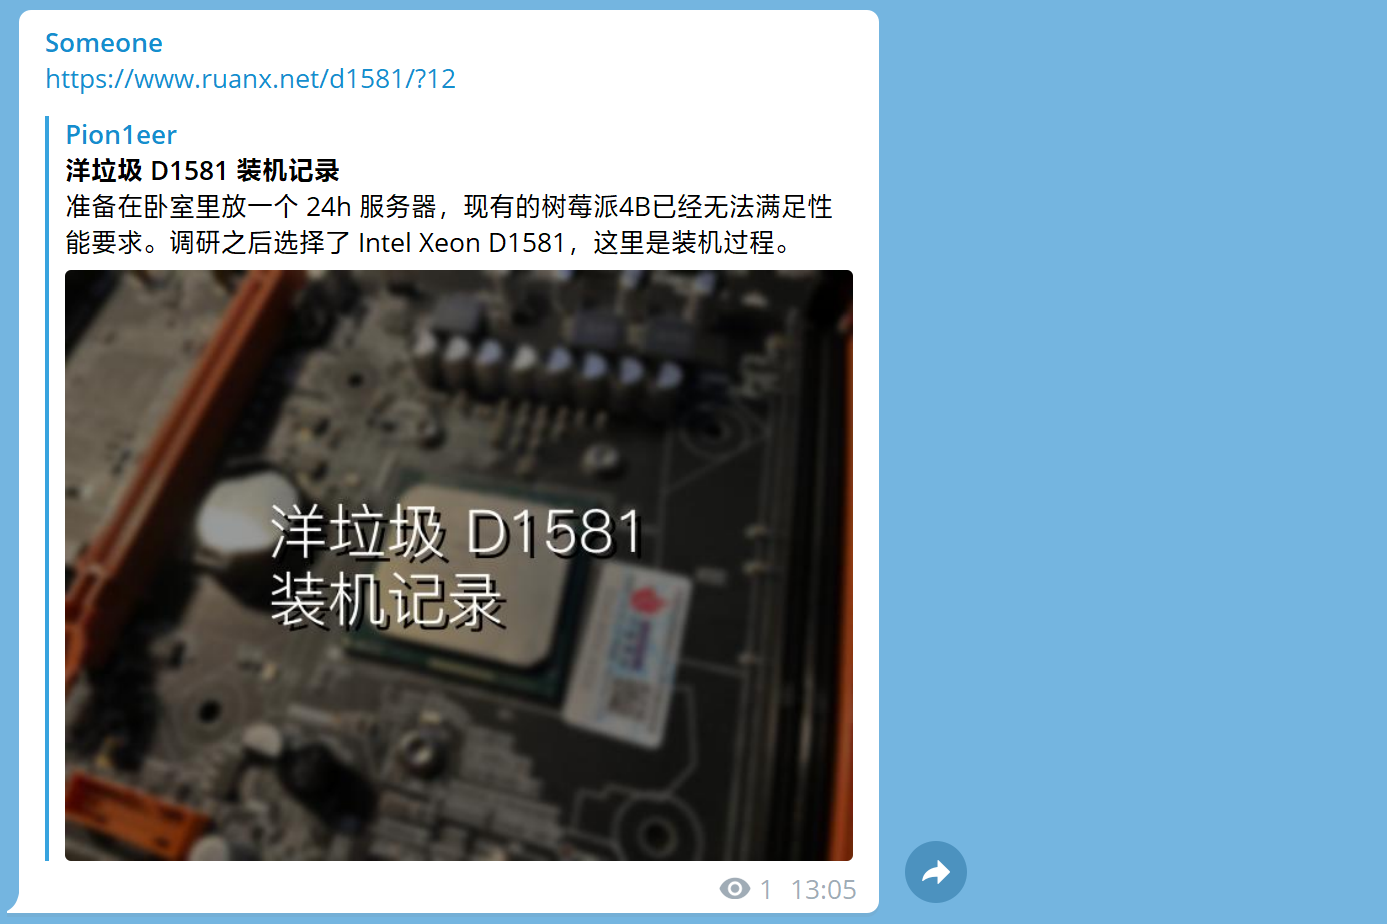 Someone
https://www.ruanx.net/d1581/?12
Pion1eer
洋垃圾 D1581 装机记录
准备在卧室里放一个 24h 服务器，现有的树莓派4B已经无法满足性
能要求。调研之后选择了 Intel Xeon D1581，这里是装机过程。
洋垃圾 D1581
装机记录
1 13:05